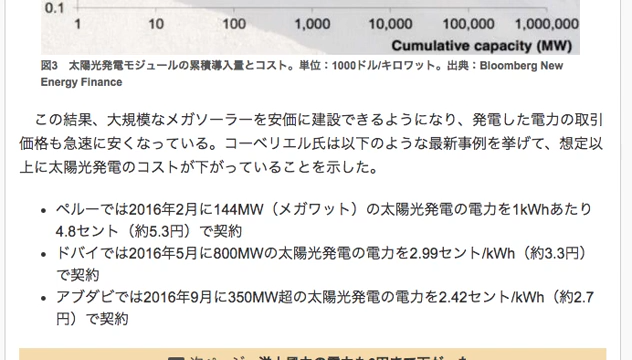 0.1
1 10 100 1,000 10,000 100,000 1,000,000
Cumulative capacity (MW)
図3 太陽光発電モジュールの累積導入量とコスト。単位：1000ドル/キロワット。出典：Bloomberg New
Energy Finance
この結果、大規模なメガソーラーを安価に建設できるようになり、発電した電力の取引
価格も急速に安くなっている。コーベリエル氏は以下のような最新事例を挙げて、想定以
上に太陽光発電のコストが下がっていることを示した。
• ペルーでは2016年2月に144MW（メガワット）の太陽光発電の電力を1kWhあたり
4.8セント（約5.3円）で契約
• ドバイで2016年5月に800MWの太陽光発電の電力を2.99セント/kWh（約3.3円）
で契約
• アブダビでは2016年9月に350MW超の太陽光発電の電力を2.42セント/kWh（約2.7
円）で契約